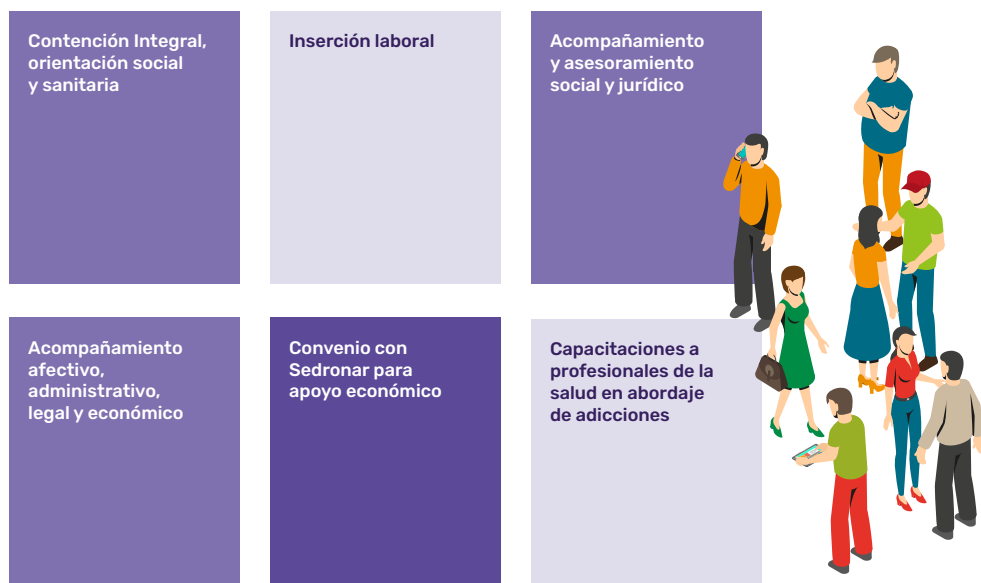 Contención Integral,
orientación social
y sanitaria
Inserción laboral
Acompañamiento
y asesoramiento
social y jurídico
Acompañamiento
afectivo,
administrativo,
legal y económico
Convenio con
Sedronar para
apoyo económico
Capacitaciones a
profesionales de la
salud en abordaje
de adicciones